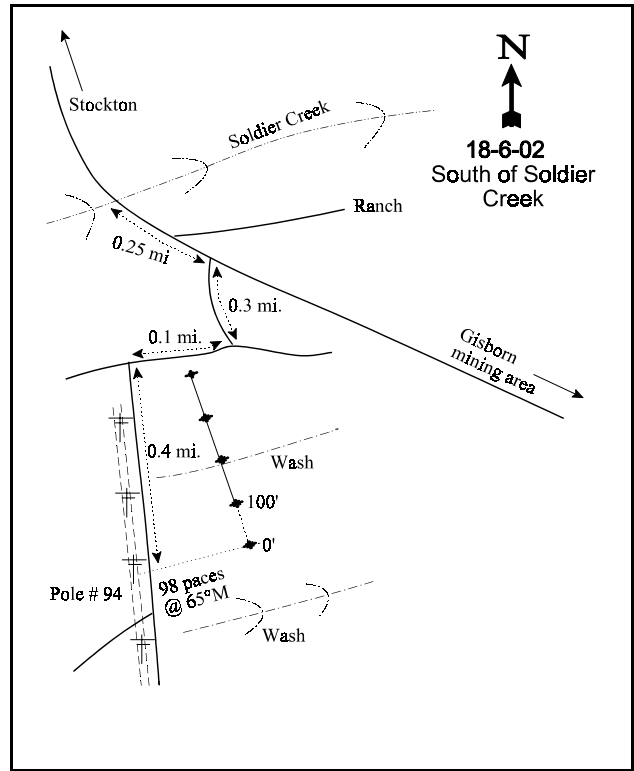 N
Stockton
Soldier Creek
18-6-02
South of Soldier
Creek
Ranch
0.25 mi.
0.3 mi.
0.1 mi.
Gisborn
mining area
0.4 mi.
Wash
100'
0'
Pole # 94
98 paces
@ 65°M
Wash